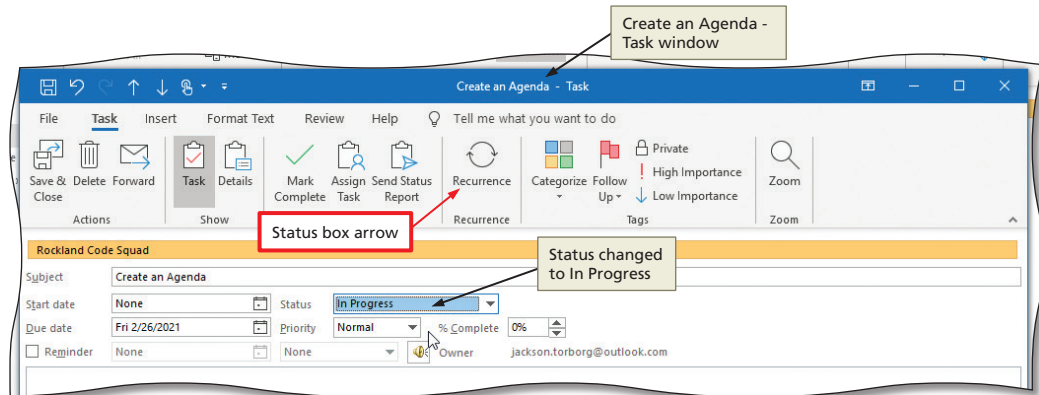 Create an Agenda -
Task window
Create an Agenda - Task
File Task Insert Format Text Review Help Tell me what you want to do
Save & Close
Delete
Forward
Actions
Task
Details
Show
Mark Complete
Assign Task
Send Status Report
Recurrence
Recurrence
Categorize
Follow Up
Private
High Importance
Low Importance
Tags
Zoom
Zoom
Status box arrow
Rockland Code Squad
Status changed
to In Progress
Subject Create an Agenda
Start date None Status In Progress
Due date Fri 2/26/2021 Priority Normal % Complete 0%
Reminder None None Owner jackson.torborg@outlook.com